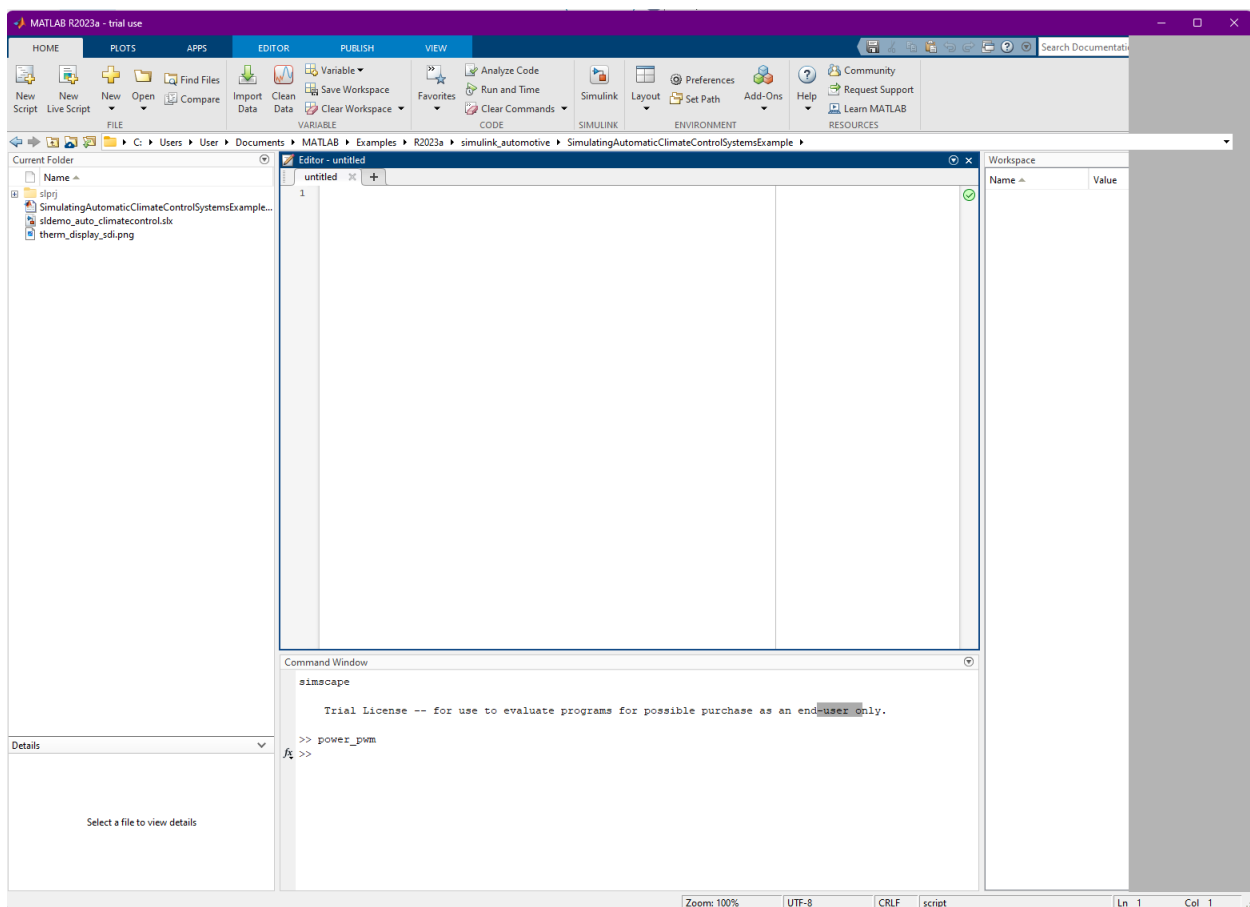 MATLAB R2023a - trial use
HOME PLOTS APPS EDITOR PUBLISH VIEW
Search Documentati
New Script
New Live Script
New
Open
Find Files
Compare
FILE
Import Data
Clean Data
Variable
Save Workspace
Clear Workspace
VARIABLE
Favorites
Analyze Code
Run and Time
Clear Commands
CODE
Simulink
SIMULINK
Layout
Preferences
Set Path
Add-Ons
ENVIRONMENT
Help
Community
Request Support
Learn MATLAB
RESOURCES
C: Users User Documents MATLAB Examples R2023a simulink_automotive SimulatingAutomaticClimateControlSystemsExample
Current Folder
Name
slprj
SimulatingAutomaticClimateControlSystemsExample...
sldemo_auto_climatecontrol.slx
therm_display_sdi.png
Details
Select a file to view details
Editor - untitled
untitled
1
Command Window
simscape
Trial License -- for use to evaluate programs for possible purchase as an end-user only.
>> power_pwm
fx >>
Workspace
Name Value
Zoom: 100% UTF-8 CRLF script Ln 1 Col 1